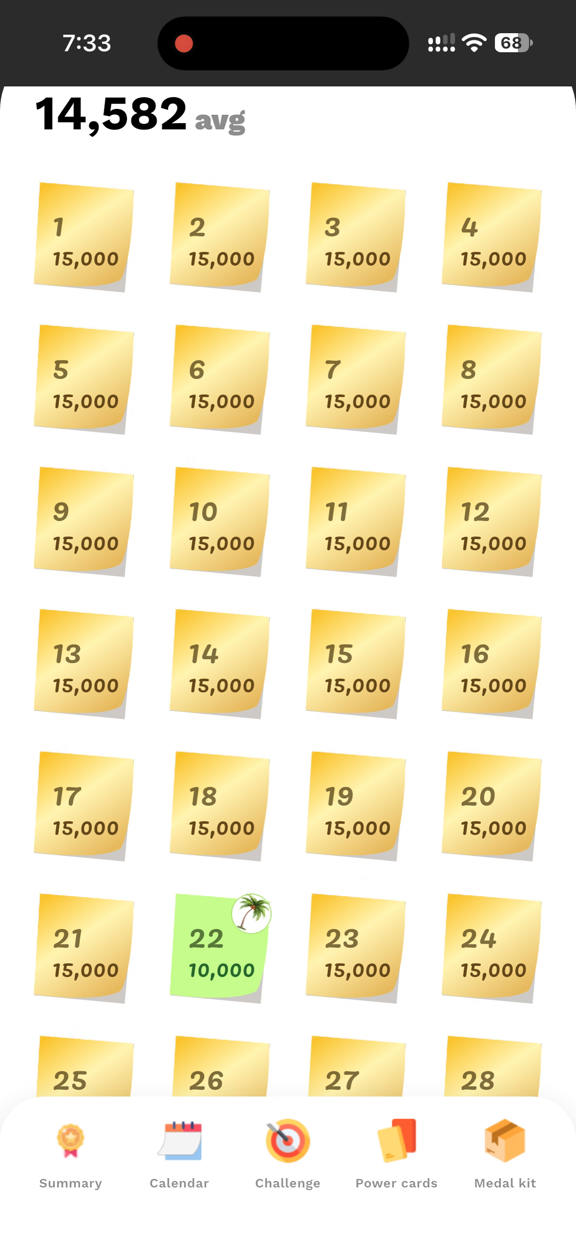 7:33
68
14,582 avg
1 2 3 4
15,000 15,000 15,000 15,000
5 6 7 8
15,000 15,000 15,000 15,000
9 10 11 12
15,000 15,000 15,000 15,000
13 14 15 16
15,000 15,000 15,000 15,000
17 18 19 20
15,000 15,000 15,000 15,000
21 22 23 24
15,000 10,000 15,000 15,000
25 26 27 28
Summary Calendar Challenge Power cards Medal kit